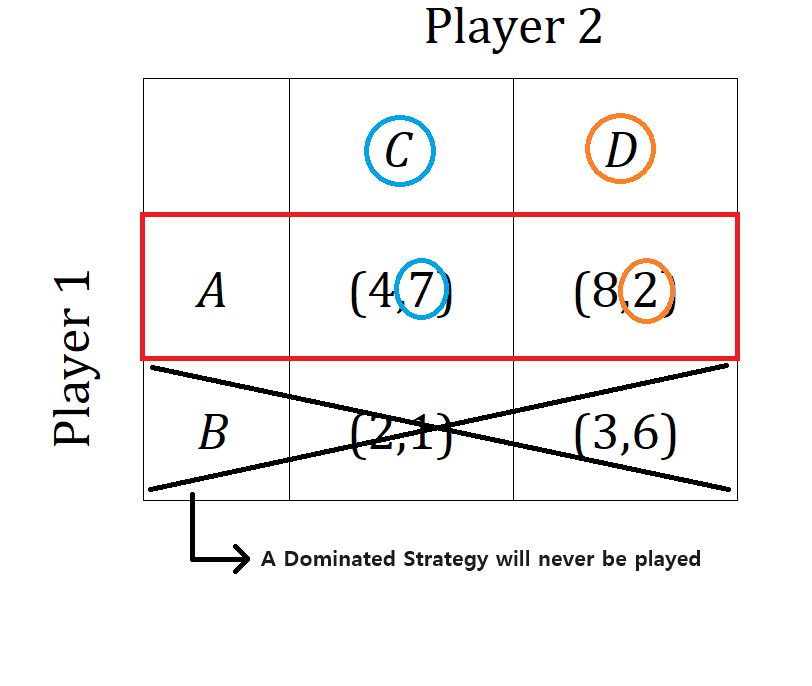 Player 2
C D
Player 1
A (4,7) (8,2)
B (2,1) (3,6)
A Dominated Strategy will never be played